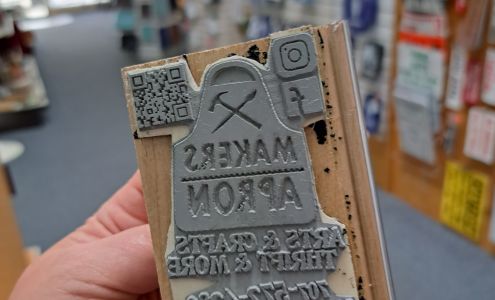 MAKERS
APRON
ARTS & CRAFTS
THRIFT & MORE